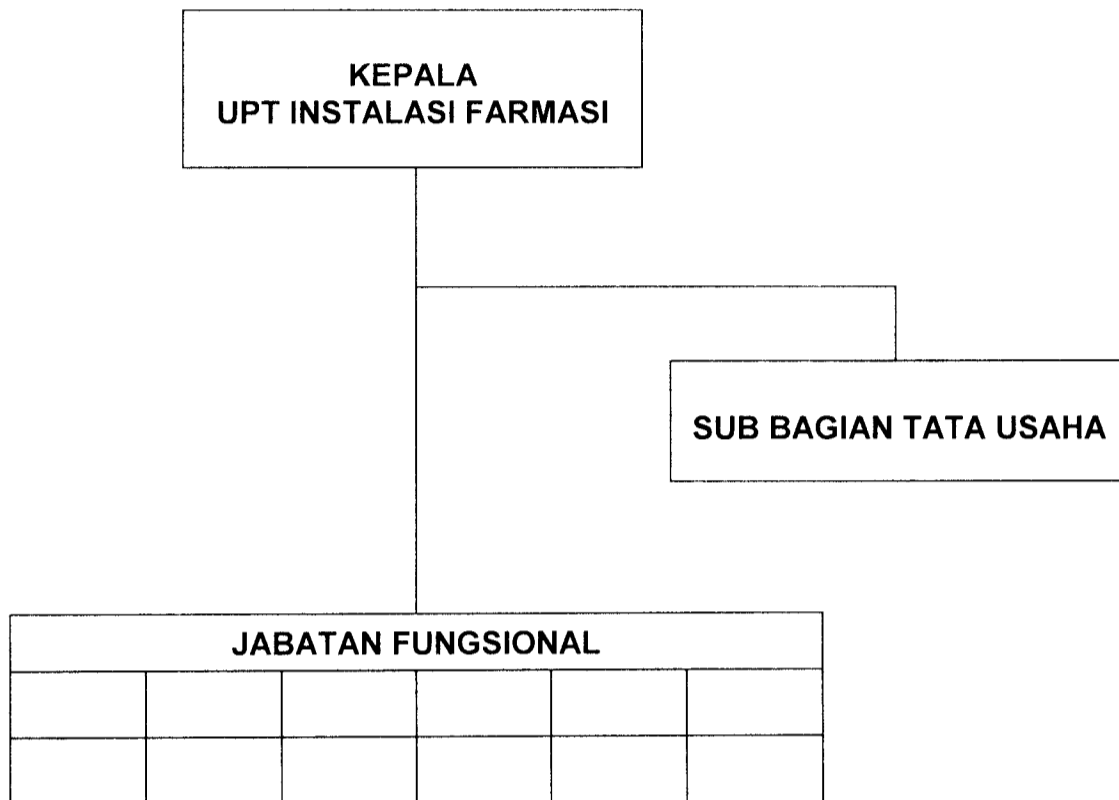 KEPALA
UPT INSTALASI FARMASI
SUB BAGIAN TATA USAHA
JABATAN FUNGSIONAL